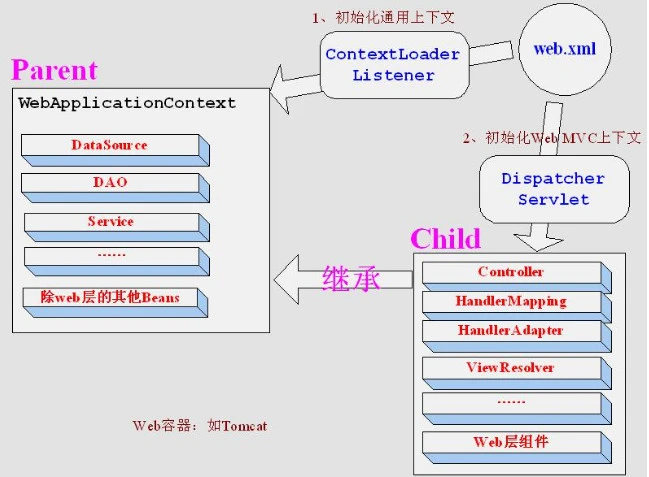 1、初始化通用上下文
ContextLoader
Listener
web.xml
Parent
WebApplicationContext
DataSource
DAO
Service
······
除web层的其他Beans
2、初始化Web MVC上下文
Dispatcher
Servlet
Child
继承
Controller
HandlerMapping
HandlerAdapter
ViewResolver
······
Web层组件
Web容器：如Tomcat